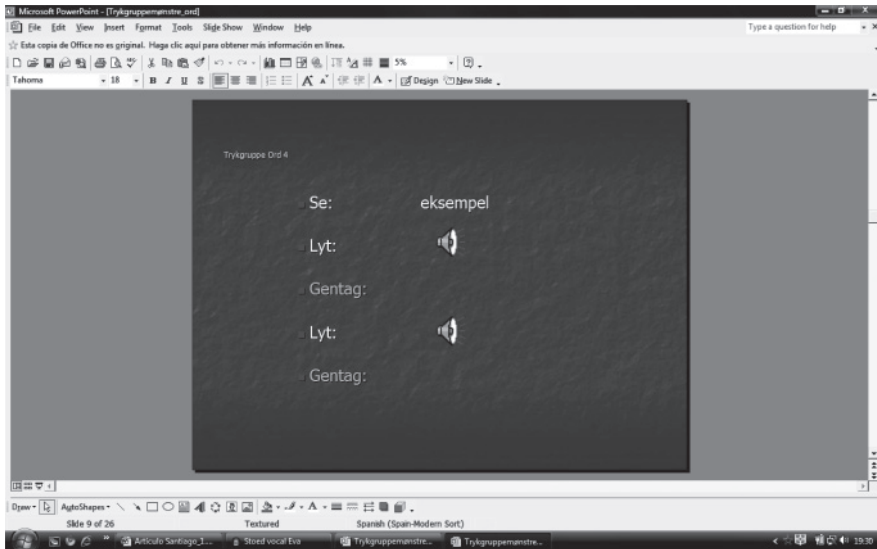 Microsoft PowerPoint - [Trykgruppemønstre_ord]
File Edit View Insert Format Tools Slide Show Window Help Type a question for help
Esta copia de Office no es original. Haga clic aquí para obtener más información en línea.
5%
Tahoma 18 B I U S A A A Design New Slide
Trykgruppe Ord 4
Se: eksempel
Lyt:
Gentag:
Lyt:
Gentag:
Draw AutoShapes A
Slide 9 of 26 Textured Spanish (Spain-Modern Sort)
Articulo Santiago_1... Stoed vocal Eva Trykgruppemønstre... Trykgruppemønstre... 19:30